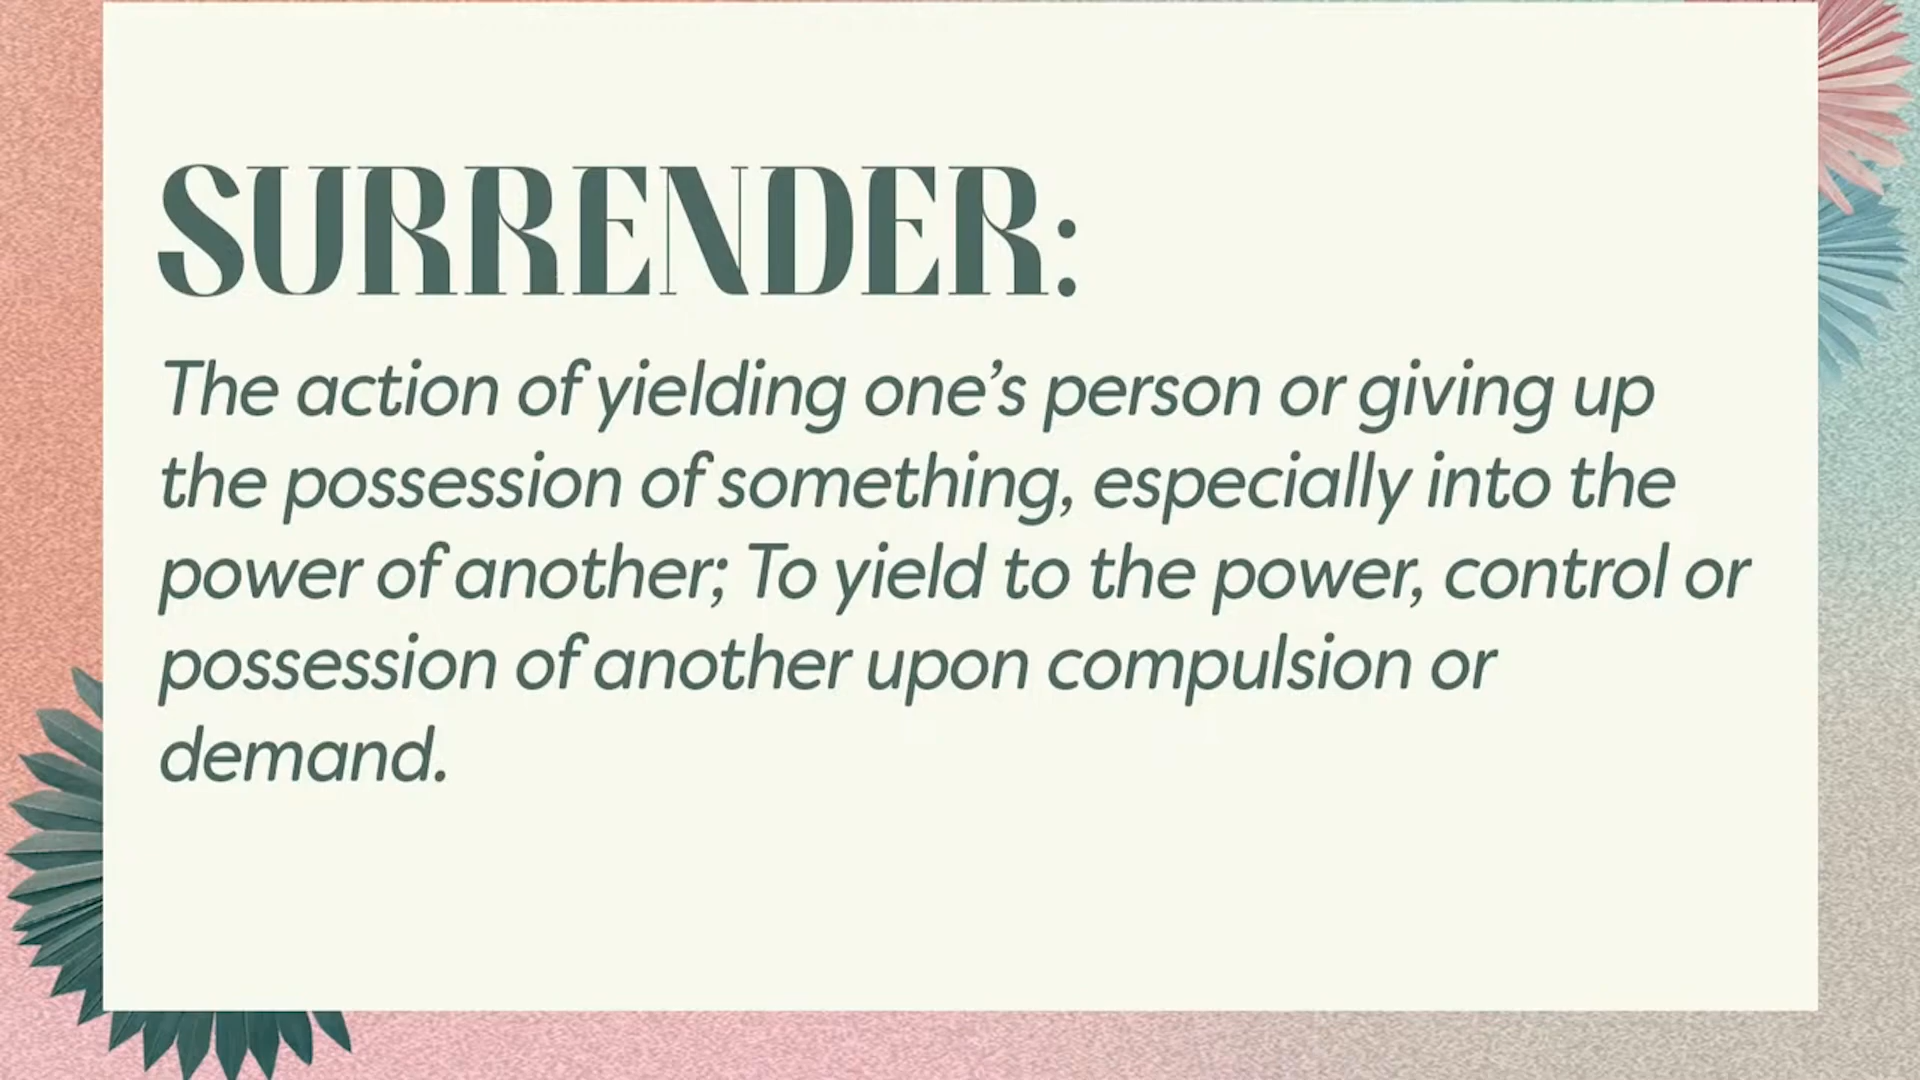 SURRENDER:
The action of yielding one’s person or giving up
the possession of something, especially into the
power of another; To yield to the power, control or
possession of another upon compulsion or
demand.